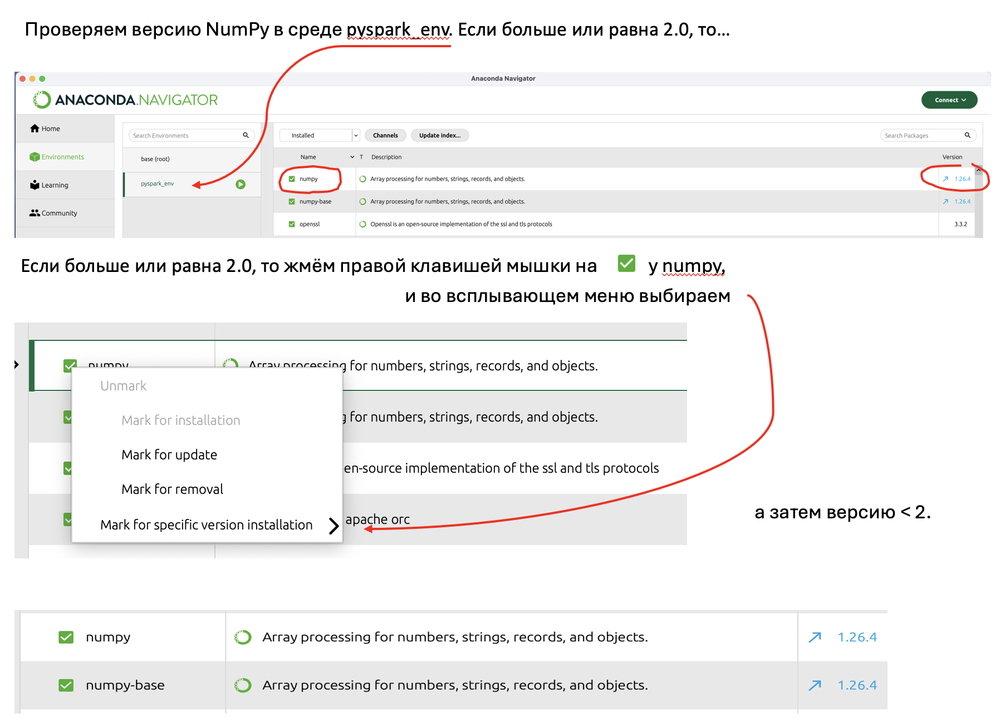 Проверяем версию NumPy в среде pyspark_env. Если больше или равна 2.0, то...
Anaconda Navigator
ANACONDA.NAVIGATOR
Connect
Home
Search Environments
Installed
Channels
Update index...
Search Packages
Environments
base (root)
Name
T
Description
Version
pyspark_env
numpy
Array processing for numbers, strings, records, and objects.
1.26.4
Learning
numpy-base
Array processing for numbers, strings, records, and objects.
1.26.4
Community
openssl
Openssl is an open-source implementation of the ssl and tls protocols
3.3.2
Если больше или равна 2.0, то жмём правой клавишей мышки на у numpy,
и во всплывающем меню выбираем
numpy
Array processing for numbers, strings, records, and objects.
Unmark
for numbers, strings, records, and objects.
Mark for installation
Mark for update
en-source implementation of the ssl and tls protocols
Mark for removal
apache orc
Mark for specific version installation
а затем версию < 2.
numpy
Array processing for numbers, strings, records, and objects.
1.26.4
numpy-base
Array processing for numbers, strings, records, and objects.
1.26.4